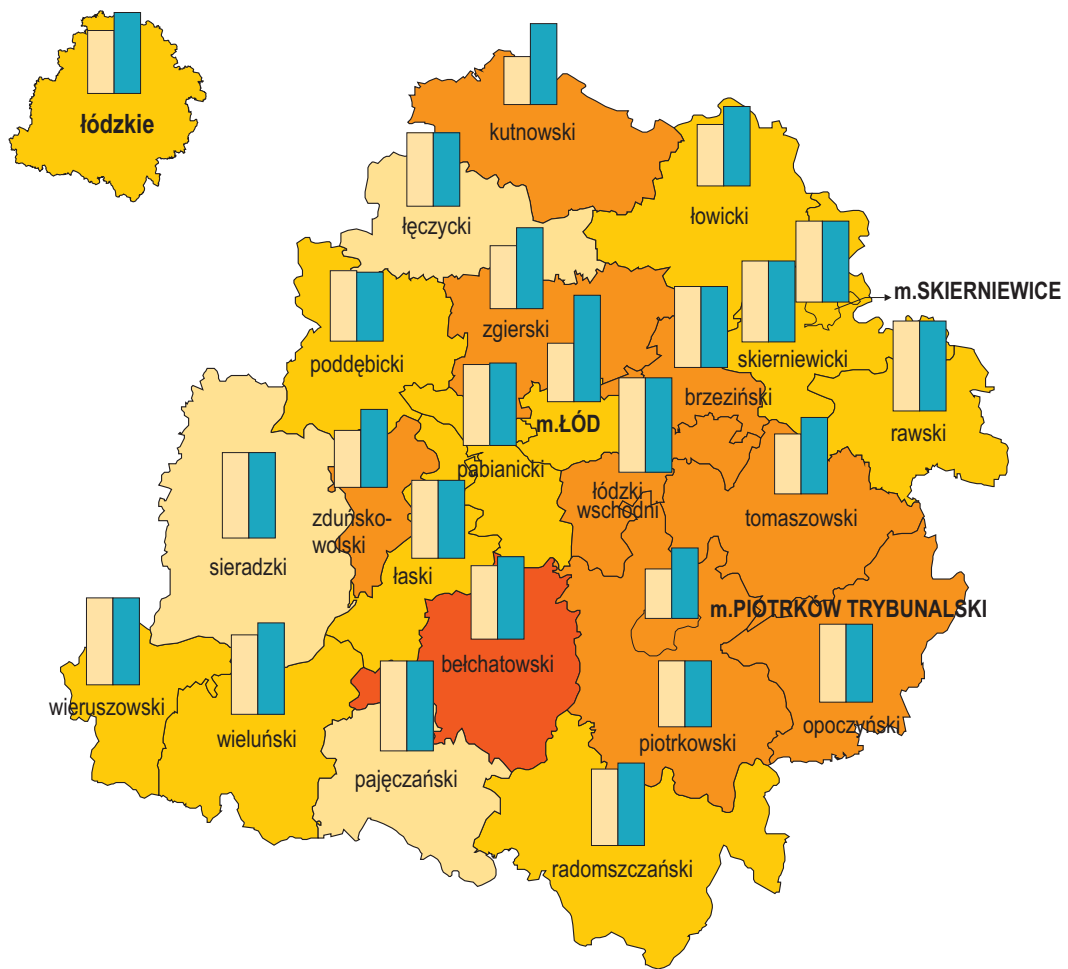 łódzkie
kutnowski
łęczycki
łowicki
m.SKIERNIEWICE
zgierski
poddębicki
skierniewicki
brzeziński
m.ŁÓD
rawski
pabianicki
łódzki
wschodni
zduńsko-
wolski
tomaszowski
sieradzki
łaski
m.PIOTRKÓW TRYBUNALSKI
bełchatowski
wieruszowski
wieluński
opoczyński
piotrkowski
pajęczański
radomszczański